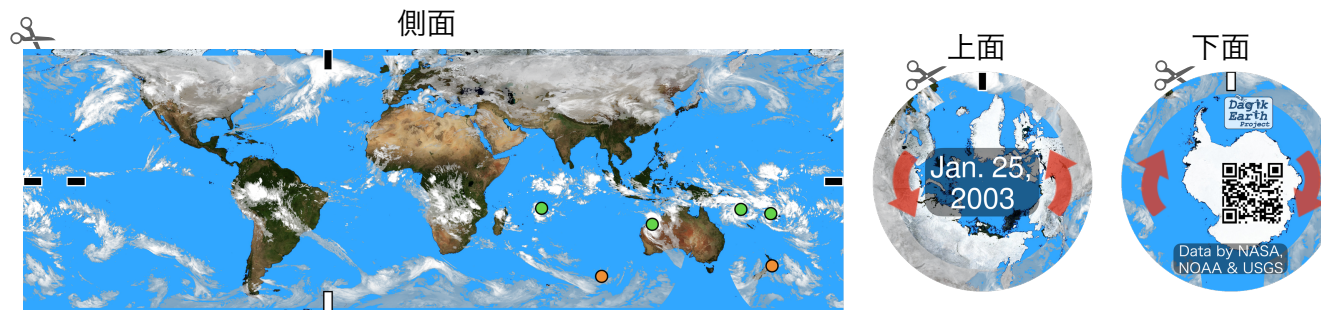 側面
上面
下面
Jan. 25,
2003
Dagik
Earth
Project
Data by NASA,
NOAA & USGS